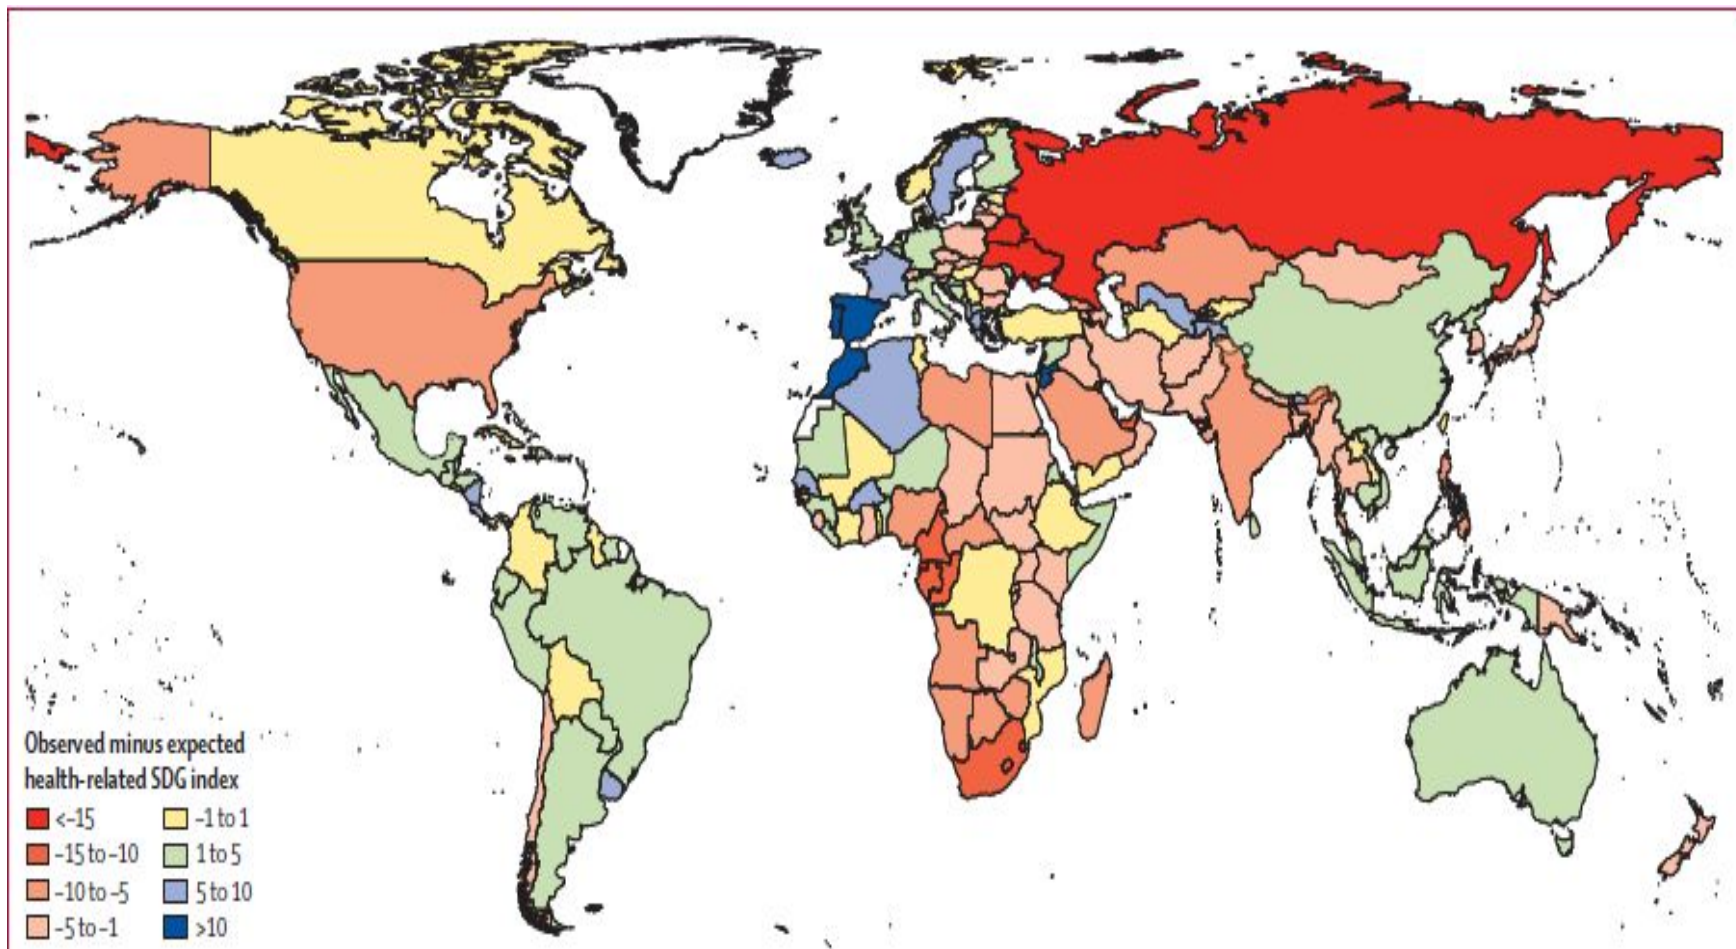 Observed minus expected
health-related SDG index
<–15
–15 to –10
–10 to –5
–5 to –1
–1 to 1
1 to 5
5 to 10
>10